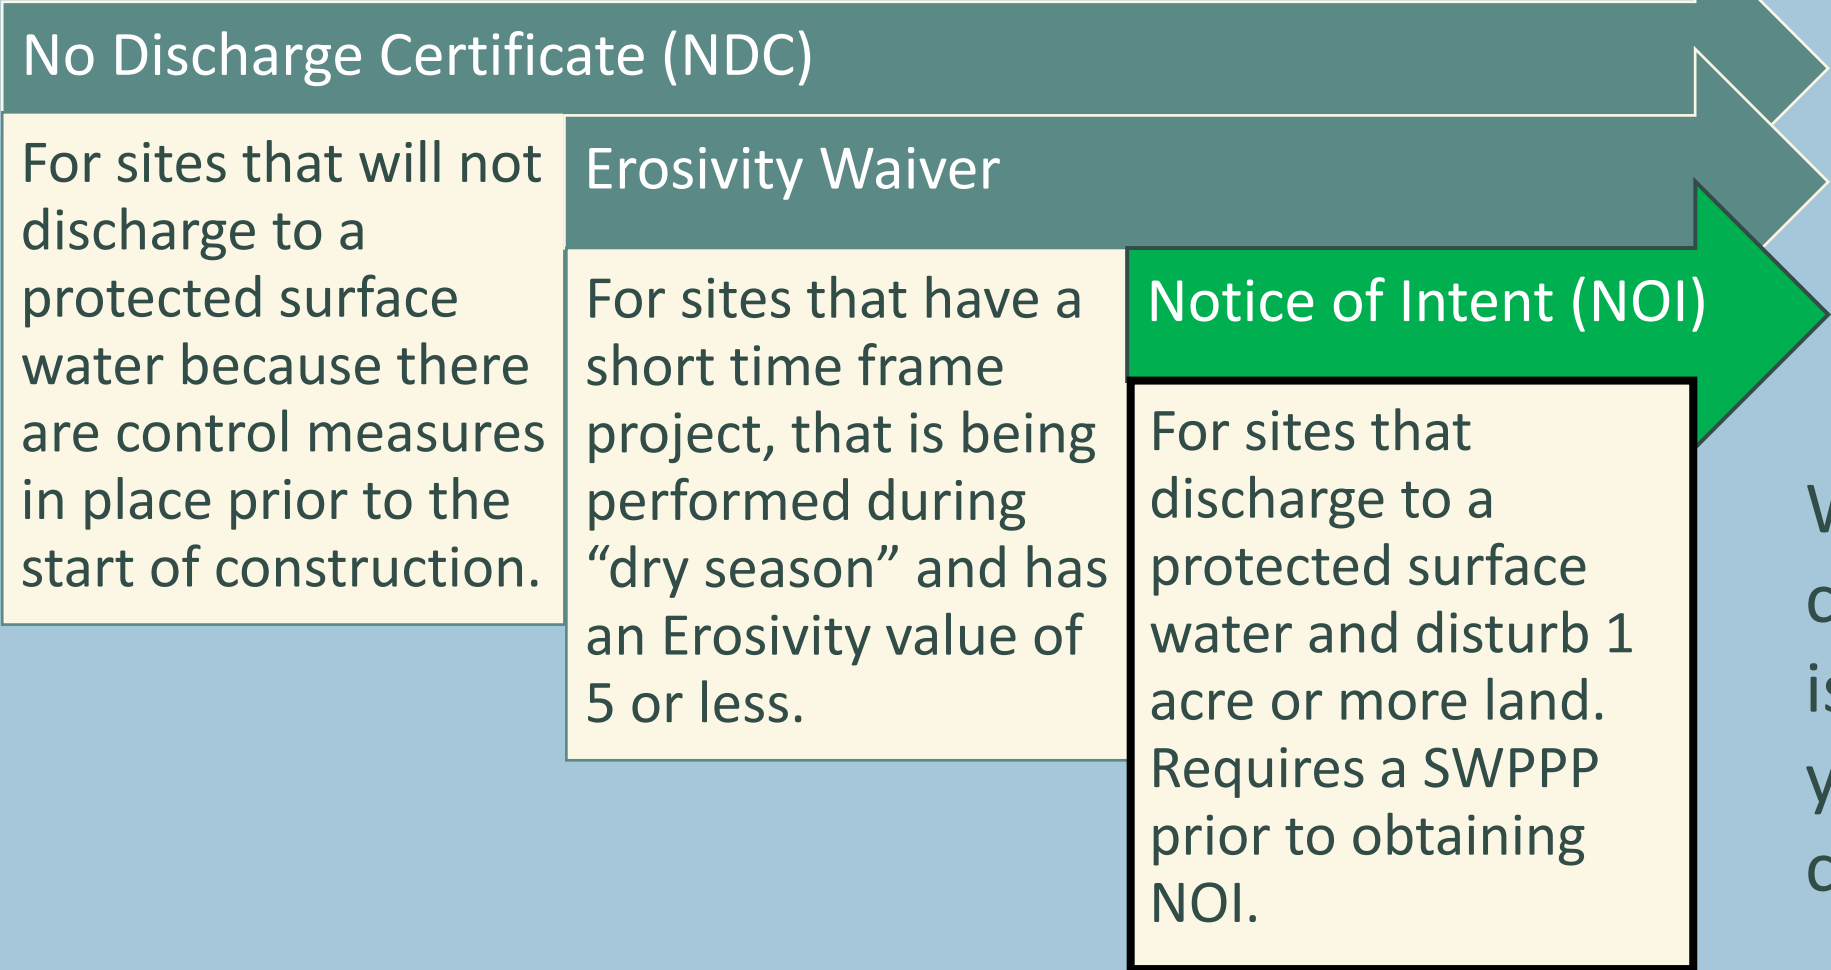 No Discharge Certificate (NDC)
For sites that will not
discharge to a
protected surface
water because there
are control measures
in place prior to the
start of construction.
Erosivity Waiver
For sites that have a
short time frame
project, that is being
performed during
“dry season” and has
an Erosivity value of
5 or less.
Notice of Intent (NOI)
For sites that
discharge to a
protected surface
water and disturb 1
acre or more land.
Requires a SWPPP
prior to obtaining
NOI.